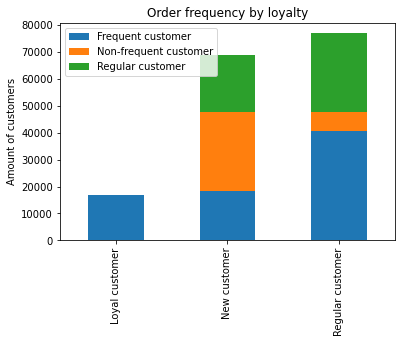 Order frequency by loyalty
Frequent customer
Non-frequent customer
Regular customer
Amount of customers
80000
70000
60000
50000
40000
30000
20000
10000
0
Loyal customer
New customer
Regular customer